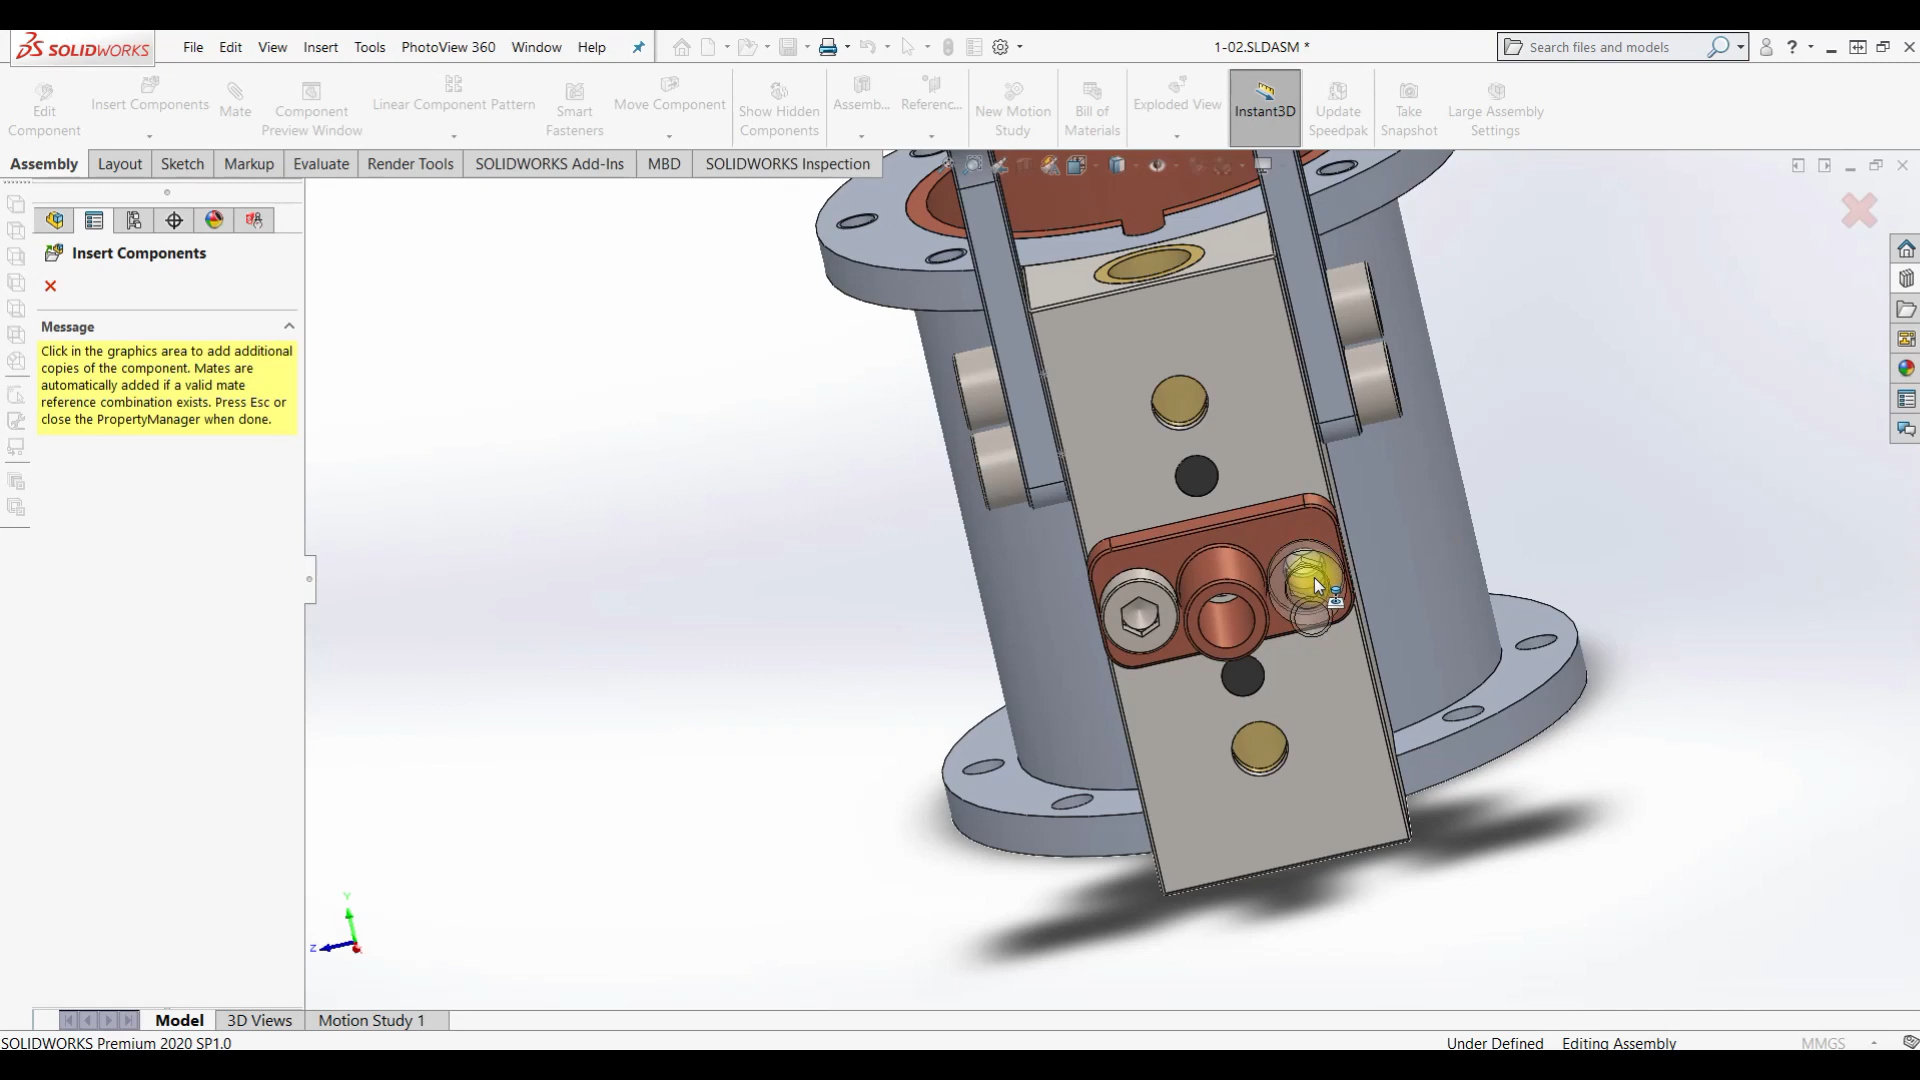 SOLIDWORKS File Edit View Insert Tools PhotoView 360 Window Help 1-02.SLDASM * Search files and models ?
Edit Component Insert Components Mate Component Preview Window Linear Component Pattern Smart Fasteners Move Component Show Hidden Components Assemb... Referenc... New Motion Study Bill of Materials Exploded View Instant3D Update Speedpak Take Snapshot Large Assembly Settings
Assembly Layout Sketch Markup Evaluate Render Tools SOLIDWORKS Add-Ins MBD SOLIDWORKS Inspection
Insert Components
Message
Click in the graphics area to add additional
copies of the component. Mates are
automatically added if a valid mate
reference combination exists. Press Esc or
close the PropertyManager when done.
Y
Z
Model 3D Views Motion Study 1
SOLIDWORKS Premium 2020 SP1.0 Under Defined Editing Assembly MMGS